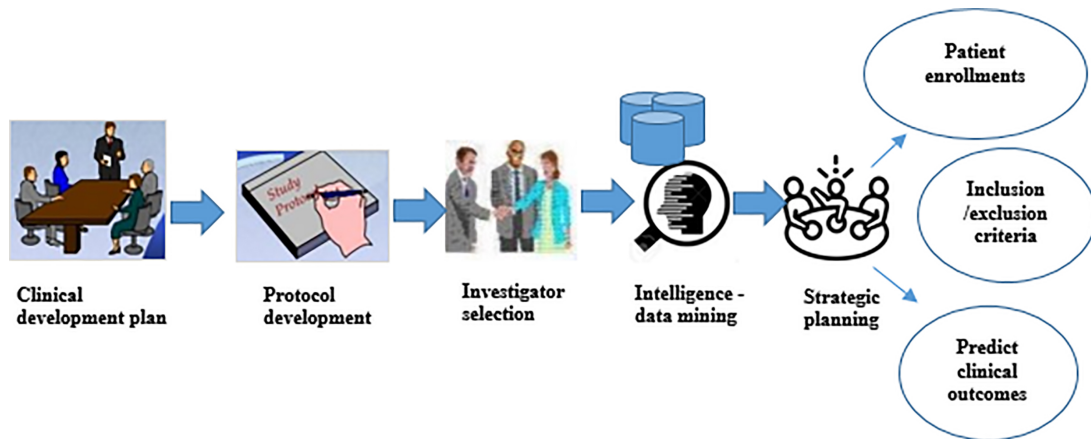 Clinical
development plan
Study
Protoc
Protocol
development
Investigator
selection
Intelligence -
data mining
Strategic
planning
Patient
enrollments
Inclusion
/exclusion
criteria
Predict
clinical
outcomes